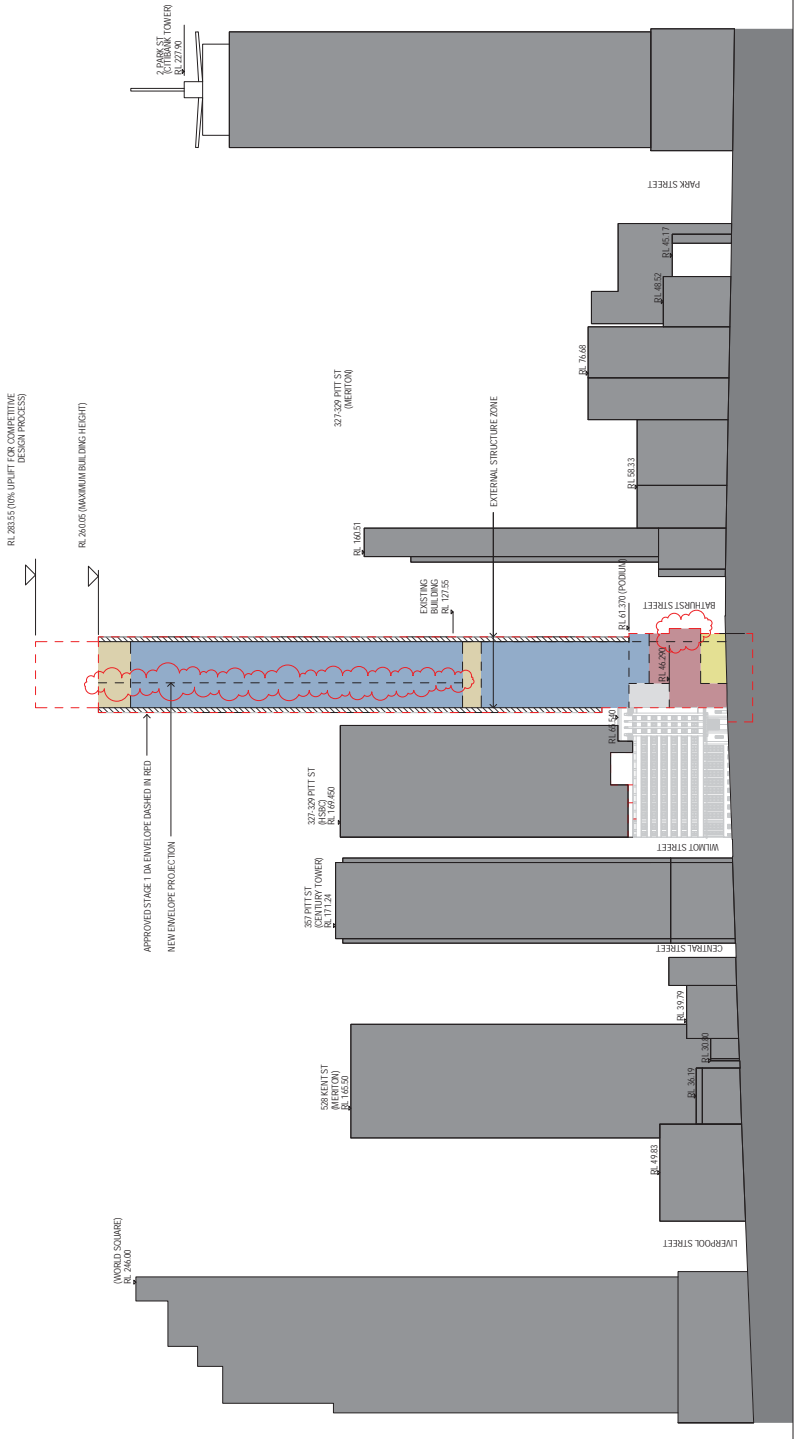 RL 283.55 (10% UPLIFT FOR COMPETITIVE
DESIGN PROCESS)
RL 260.05 (MAXIMUM BUILDING HEIGHT)
(WORLD SQUARE)
RL 246.00
LIVERPOOL STREET
RL 49.83
528 KENT ST
(MERITON)
RL 165.50
RL 36.19
RL 30.80
RL 39.79
CENTRAL STREET
357 PITT ST
(CENTURY TOWER)
RL 171.24
WILMOT STREET
327-329 PITT ST
(HSBC)
RL 169.450
APPROVED STAGE 1 DA ENVELOPE DASHED IN RED
NEW ENVELOPE PROJECTION
RL 65.540
RL 46.290
RL 61.370 (PODIUM)
EXISTING
BUILDING
RL 127.55
EXTERNAL STRUCTURE ZONE
BATHURST STREET
RL 160.51
327-329 PITT ST
(MERITON)
RL 58.33
RL 76.68
RL 48.52
RL 45.17
PARK STREET
2 PARK ST
(CITIBANK TOWER)
RL 227.90